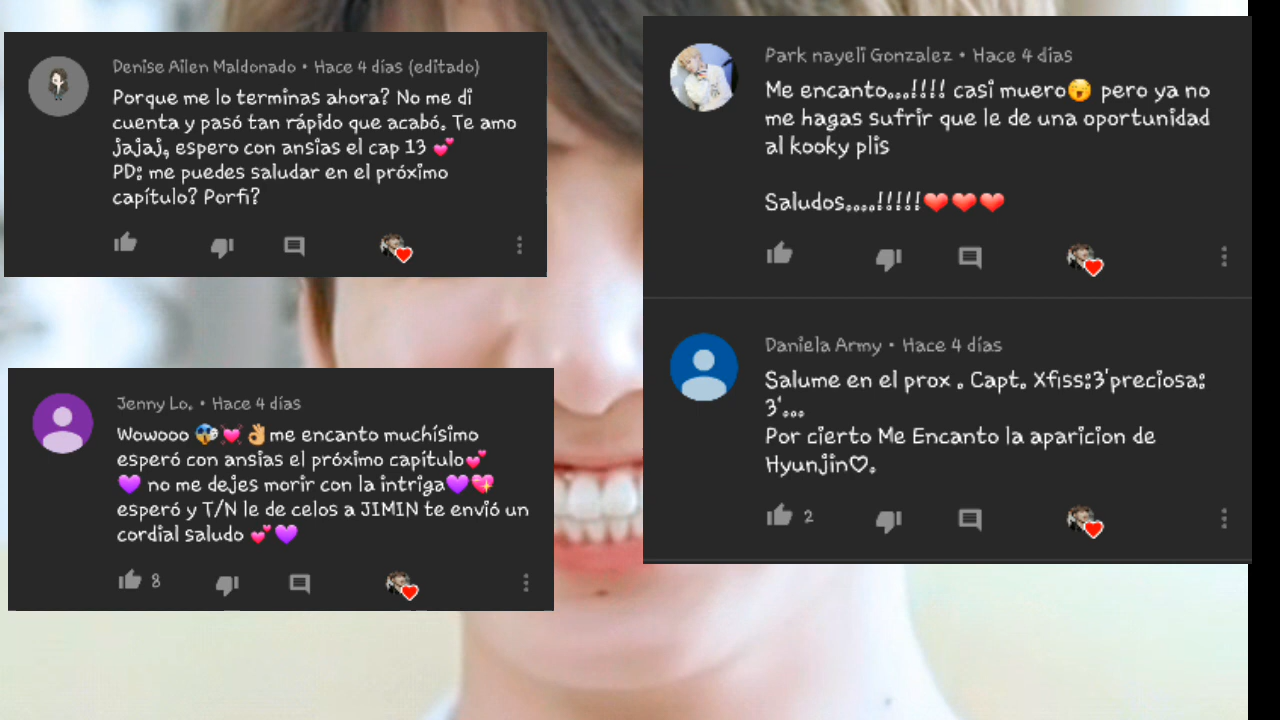 Denise Ailen Maldonado • Hace 4 días (editado)
Porque me lo terminas ahora? No me di
cuenta y pasó tan rápido que acabó. Te amo
jajaj, espero con ansias el cap 13 💕
PD: me puedes saludar en el próximo
capítulo? Porfi?
Jenny Lo. • Hace 4 días
Wowooo 😱💓👌me encanto muchísimo
esperó con ansias el próximo capítulo💕
💜 no me dejes morir con la intriga💜💖
esperó y T/N le de celos a JIMIN te envió un
cordial saludo 💕💜
8
Park nayeli Gonzalez • Hace 4 días
Me encanto...!!!! casi muero😲 pero ya no
me hagas sufrir que le de una oportunidad
al kooky plis
Saludos....!!!!!❤❤❤
Daniela Army • Hace 4 días
Salume en el prox . Capt. Xfiss:3'preciosa:
3'...
Por cierto Me Encanto la aparicion de
Hyunjin♡.
2